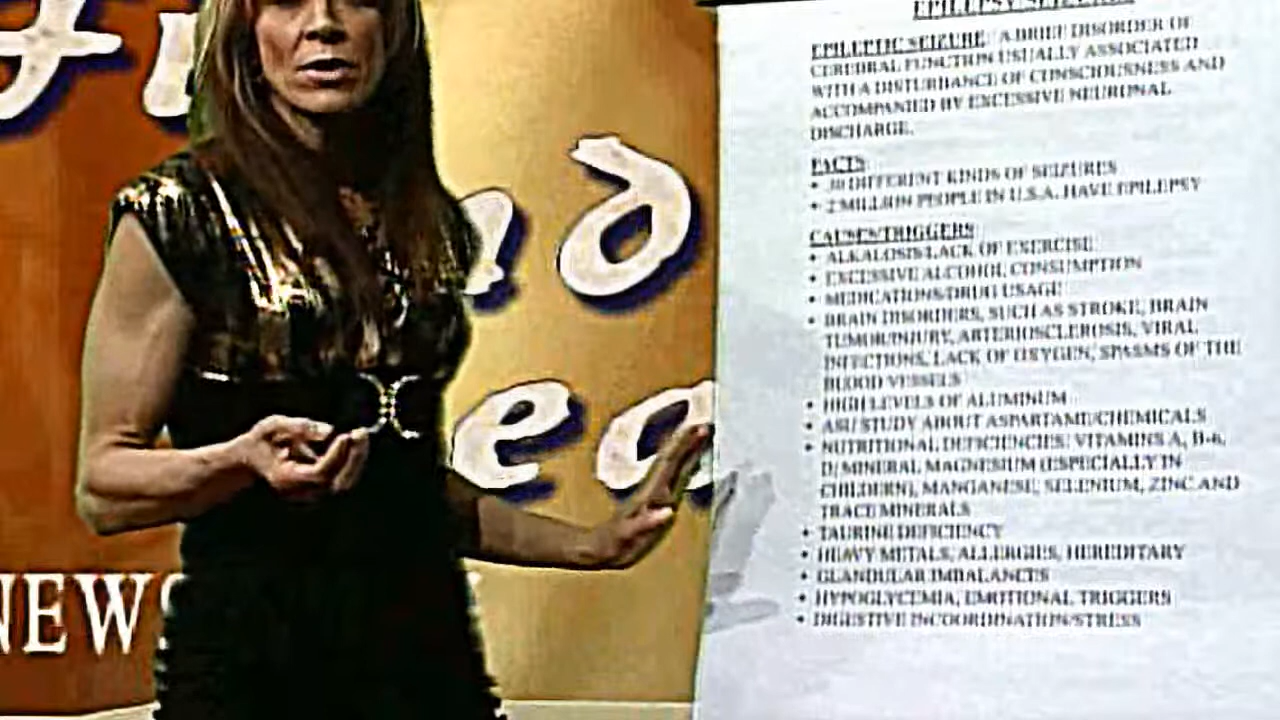 EPILEPSY/SEIZURE
EPILEPTIC SEIZURE: A BRIEF DISORDER OF
CEREBRAL FUNCTION USUALLY ASSOCIATED
WITH A DISTURBANCE OF CONSCIOUSNESS AND
ACCOMPANIED BY EXCESSIVE NEURONAL
DISCHARGE.
FACTS:
• 30 DIFFERENT KINDS OF SEIZURES
• 2 MILLION PEOPLE IN U.S.A. HAVE EPILEPSY
CAUSES/TRIGGERS:
• ALKALOSIS/LACK OF EXERCISE
• EXCESSIVE ALCOHOL CONSUMPTION
• MEDICATIONS/DRUG USAGE
• BRAIN DISORDERS, SUCH AS STROKE, BRAIN
TUMOR/INJURY, ARTERIOSCLEROSIS, VIRAL
INFECTIONS, LACK OF OXYGEN, SPASMS OF THE
BLOOD VESSELS
• HIGH LEVELS OF ALUMINUM
• ASU STUDY ABOUT ASPARTAME/CHEMICALS
• NUTRITIONAL DEFICIENCIES: VITAMINS A, B-6,
D/ MINERAL MAGNESIUM (ESPECIALLY IN
CHILDERN), MANGANESE, SELENIUM, ZINC AND
TRACE MINERALS
• TAURINE DEFICIENCY
• HEAVY METALS, ALLERGIES, HEREDITARY
• GLANDULAR IMBALANCES
• HYPOGLYCEMIA, EMOTIONAL TRIGGERS
• DIGESTIVE INCOORDINATION/STRESS
NEWS